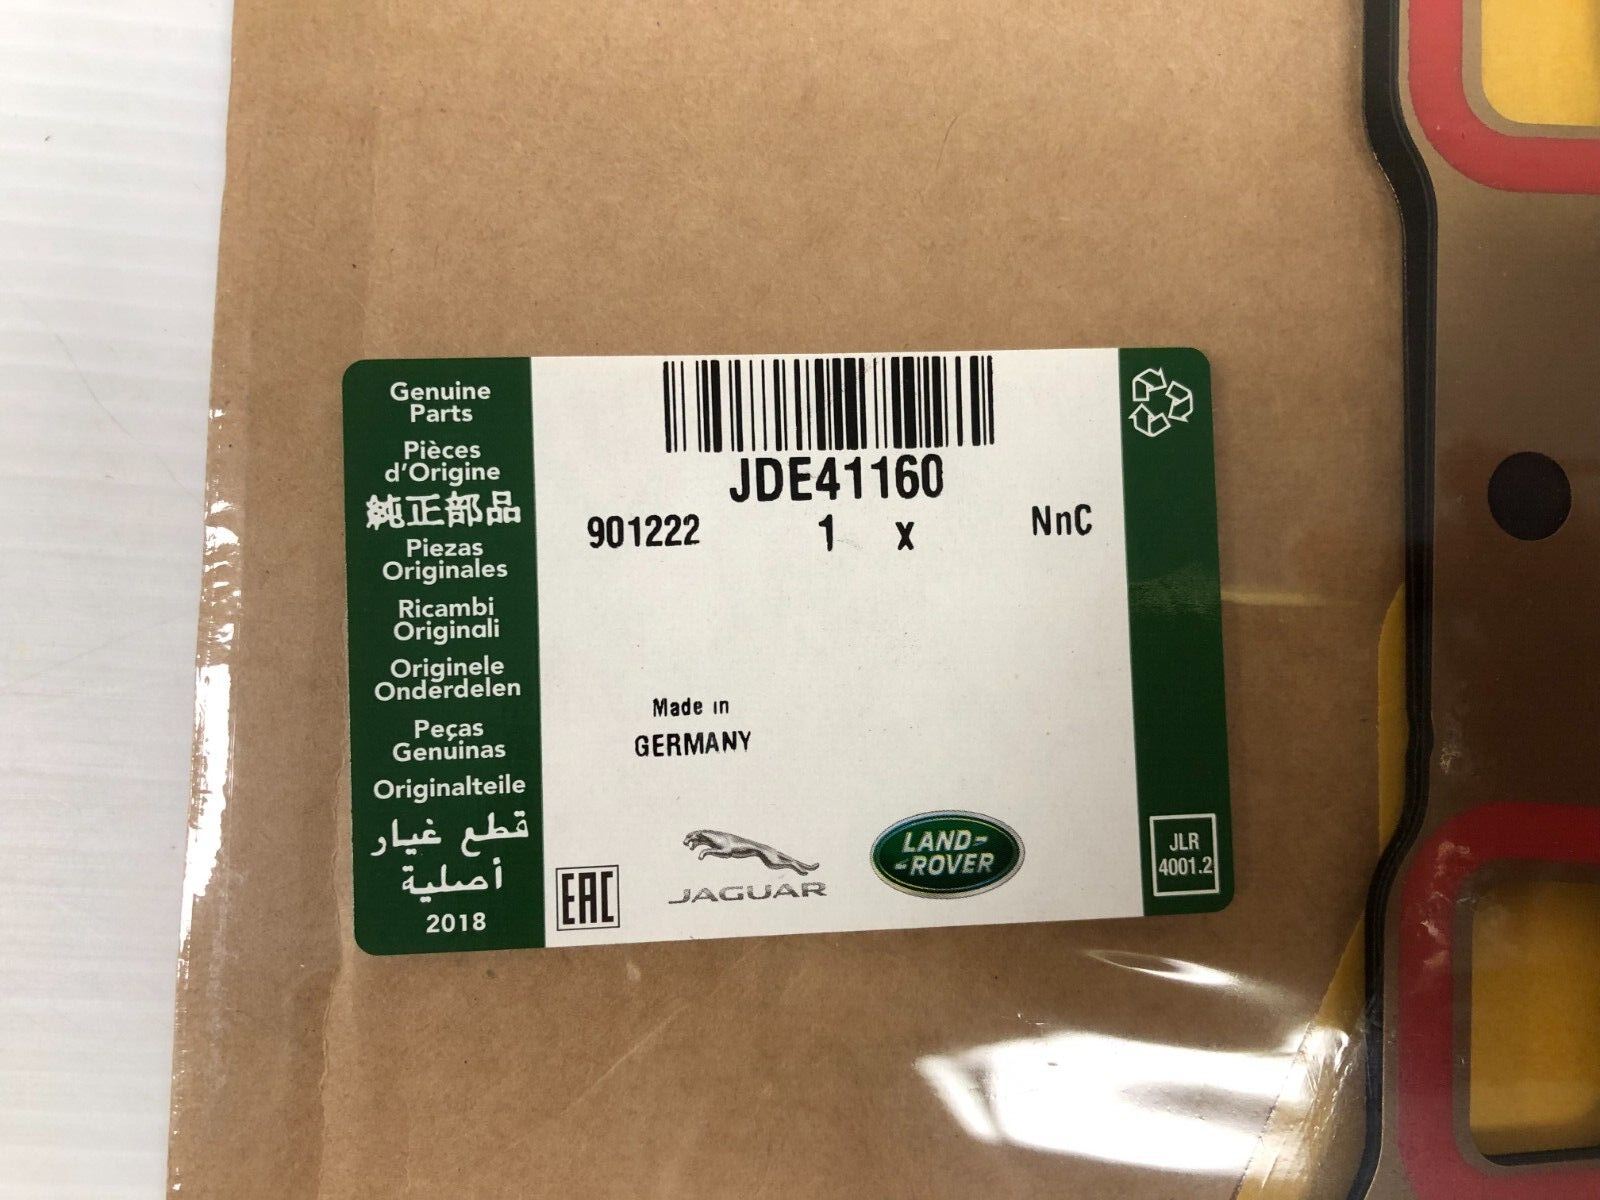 Genuine
Parts
Pièces
d'Origine
純正部品
Piezas
Originales
Ricambi
Originali
Originele
Onderdelen
Peças
Genuinas
Originalteile
قطع غيار
أصلية
2018
JDE41160
901222 1 x NnC
Made in
GERMANY
EAC
JAGUAR
LAND-
-ROVER
JLR
4001.2